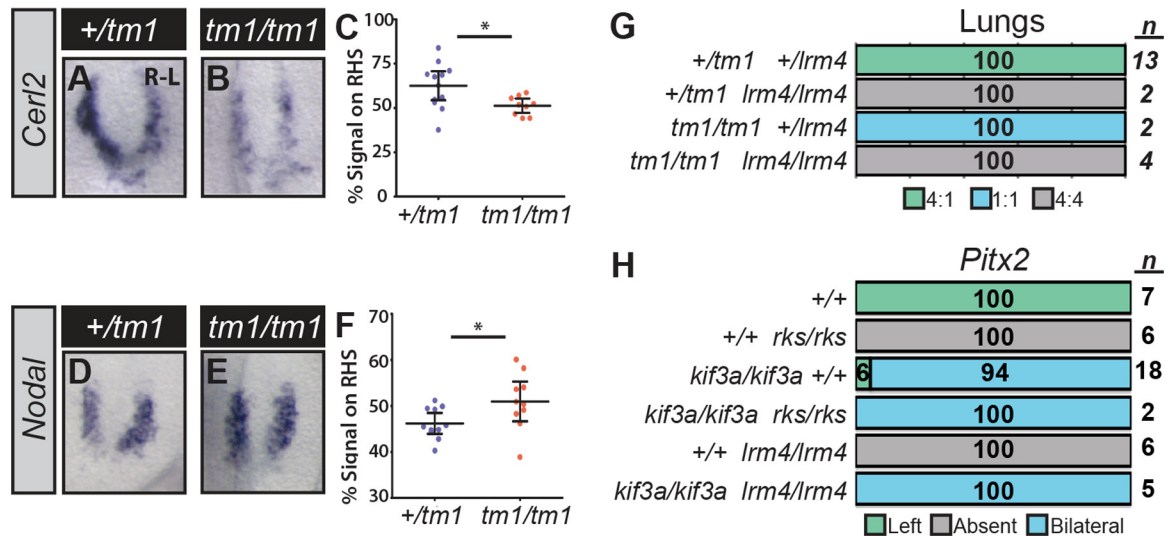 +/tm1 tm1/tm1
Cerl2
A R-L
B
C
% Signal on RHS
100
75
50
25
0
*
+/tm1 tm1/tm1
+/tm1 tm1/tm1
Nodal
D
E
F
% Signal on RHS
70
60
50
40
30
*
+/tm1 tm1/tm1
G Lungs n
+/tm1 +/lrm4 100 13
+/tm1 lrm4/lrm4 100 2
tm1/tm1 +/lrm4 100 2
tm1/tm1 lrm4/lrm4 100 4
4:1 1:1 4:4
H Pitx2 n
+/+ 100 7
+/+ rks/rks 100 6
kif3a/kif3a +/+ 6 94 18
kif3a/kif3a rks/rks 100 2
+/+ lrm4/lrm4 100 6
kif3a/kif3a lrm4/lrm4 100 5
Left Absent Bilateral